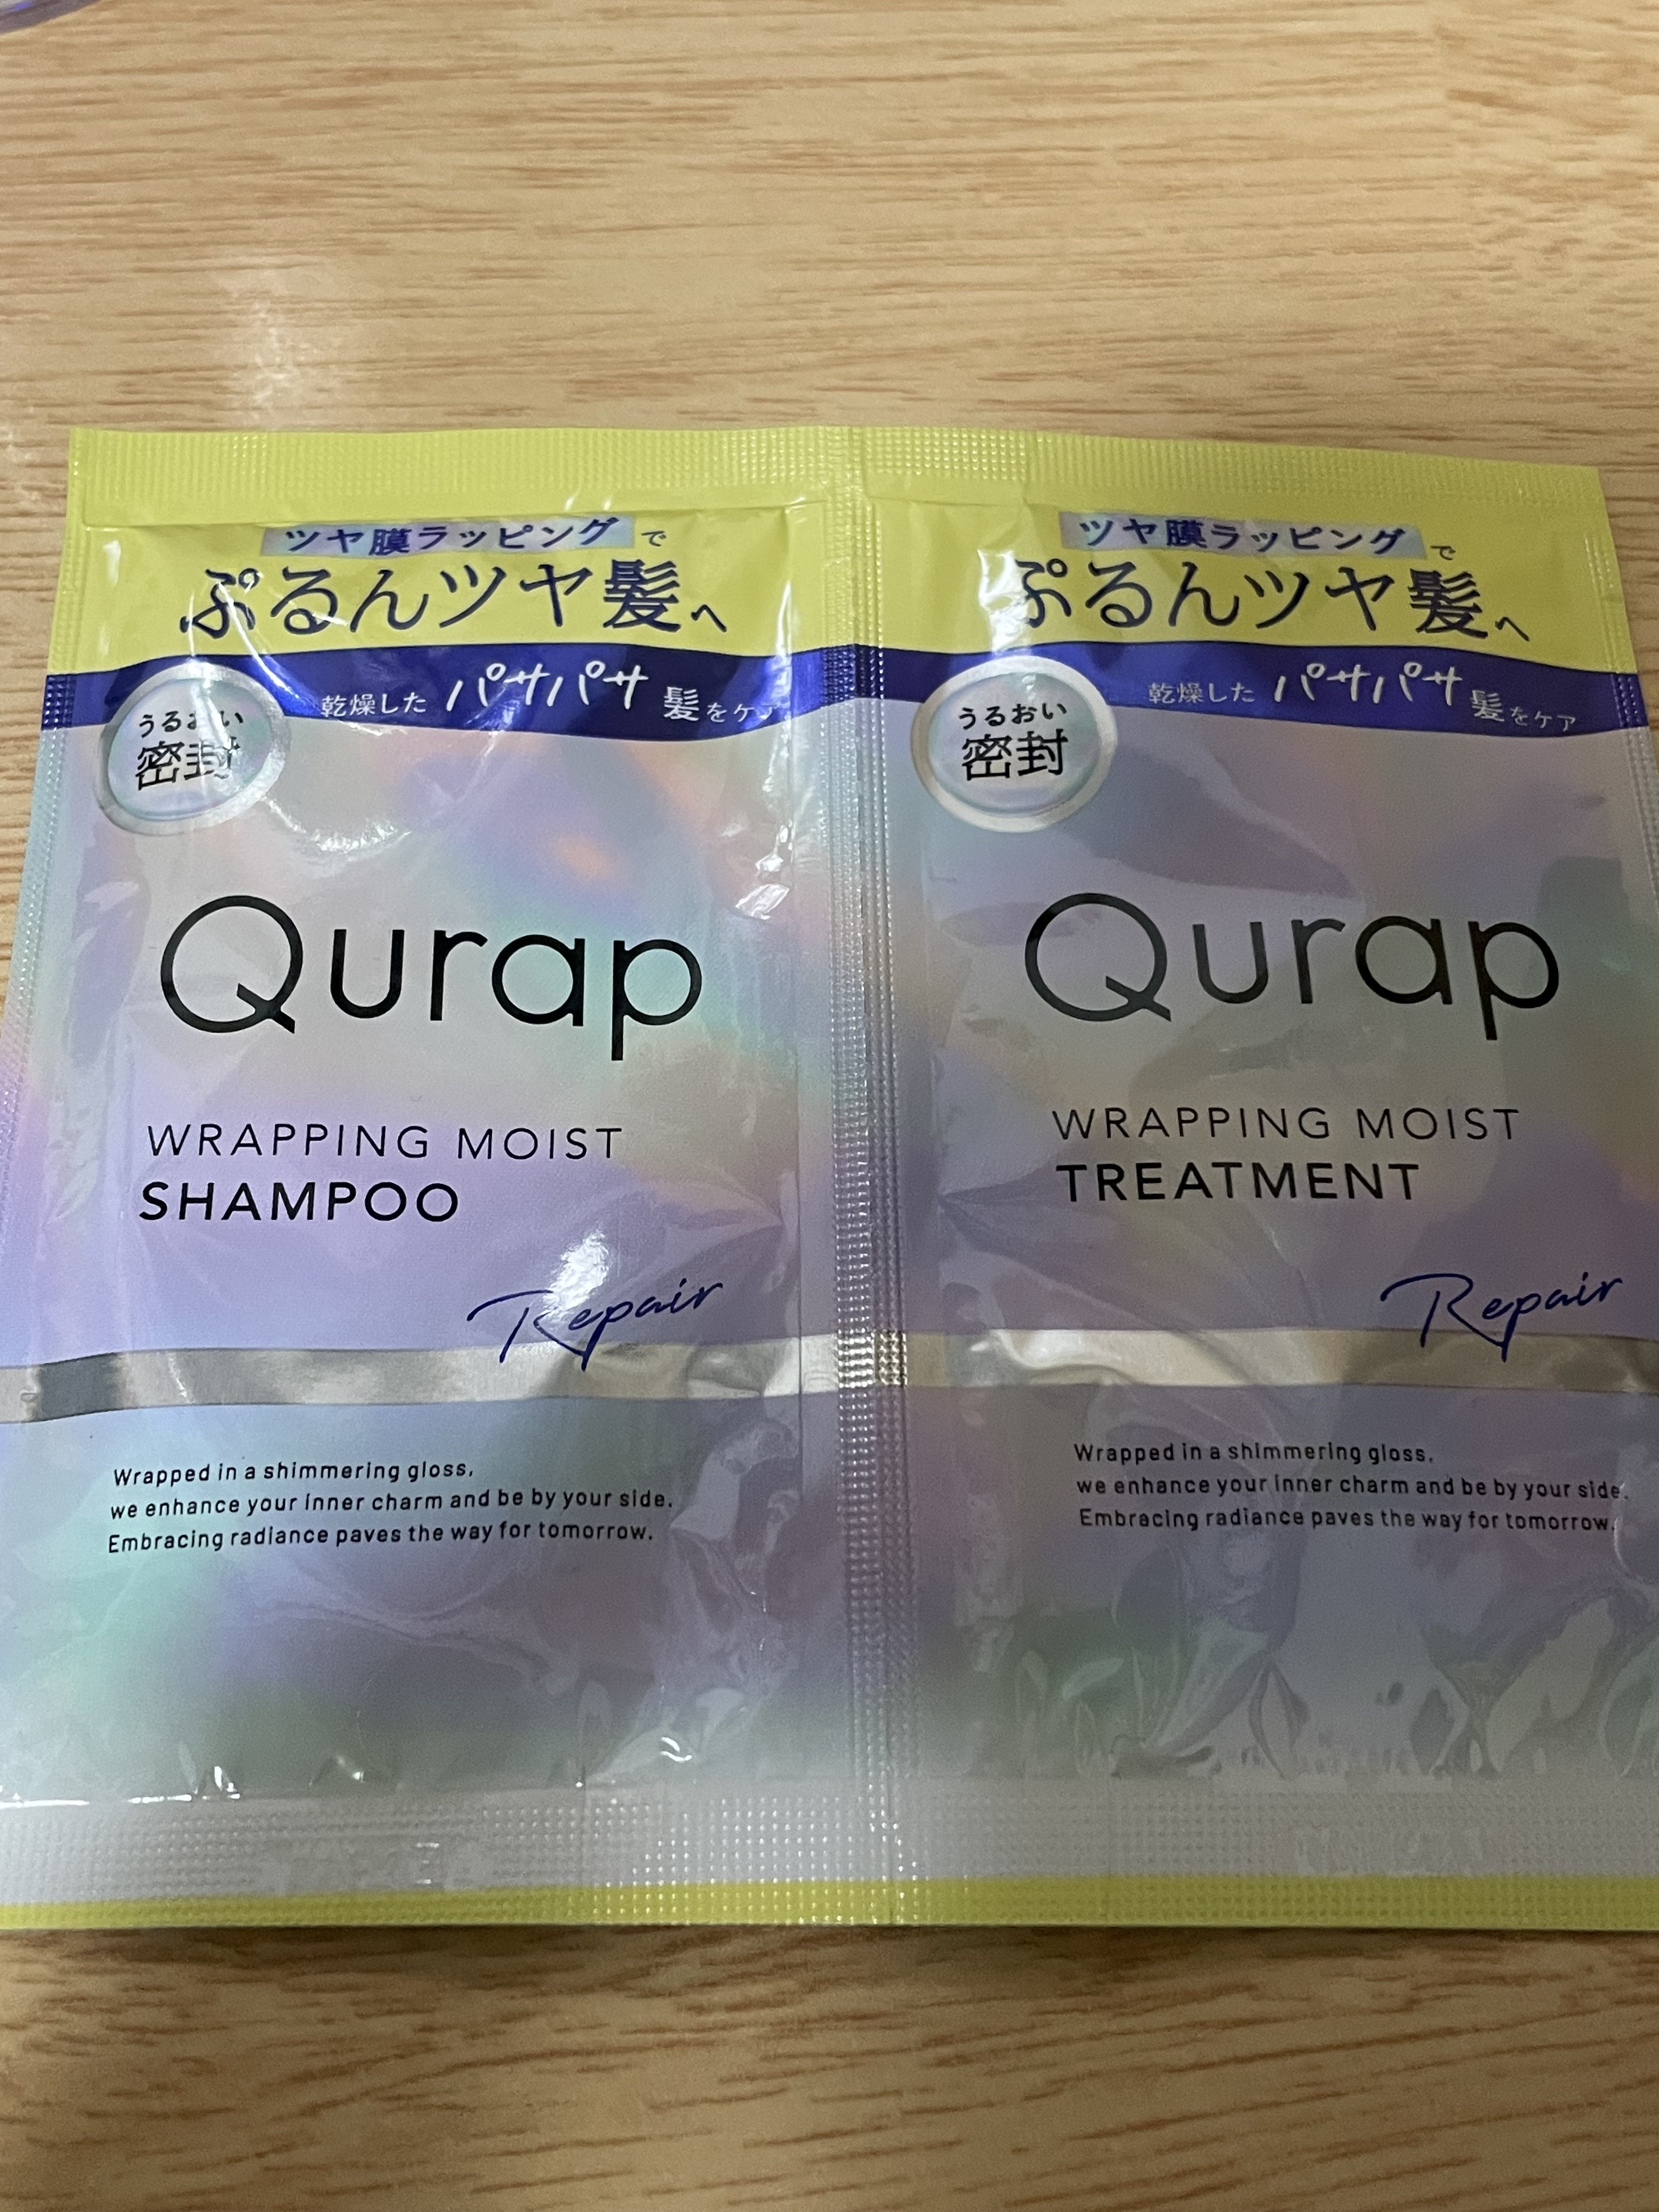 ツヤ膜ラッピングで
ぷるんツヤ髪へ
乾燥したパサパサ髪をケア
うるおい
密封
Qurap
WRAPPING MOIST
SHAMPOO
Repair
Wrapped in a shimmering gloss,
we enhance your inner charm and be by your side.
Embracing radiance paves the way for tomorrow.
ツヤ膜ラッピングで
ぷるんツヤ髪へ
乾燥したパサパサ髪をケア
うるおい
密封
Qurap
WRAPPING MOIST
TREATMENT
Repair
Wrapped in a shimmering gloss,
we enhance your inner charm and be by your side.
Embracing radiance paves the way for tomorrow.